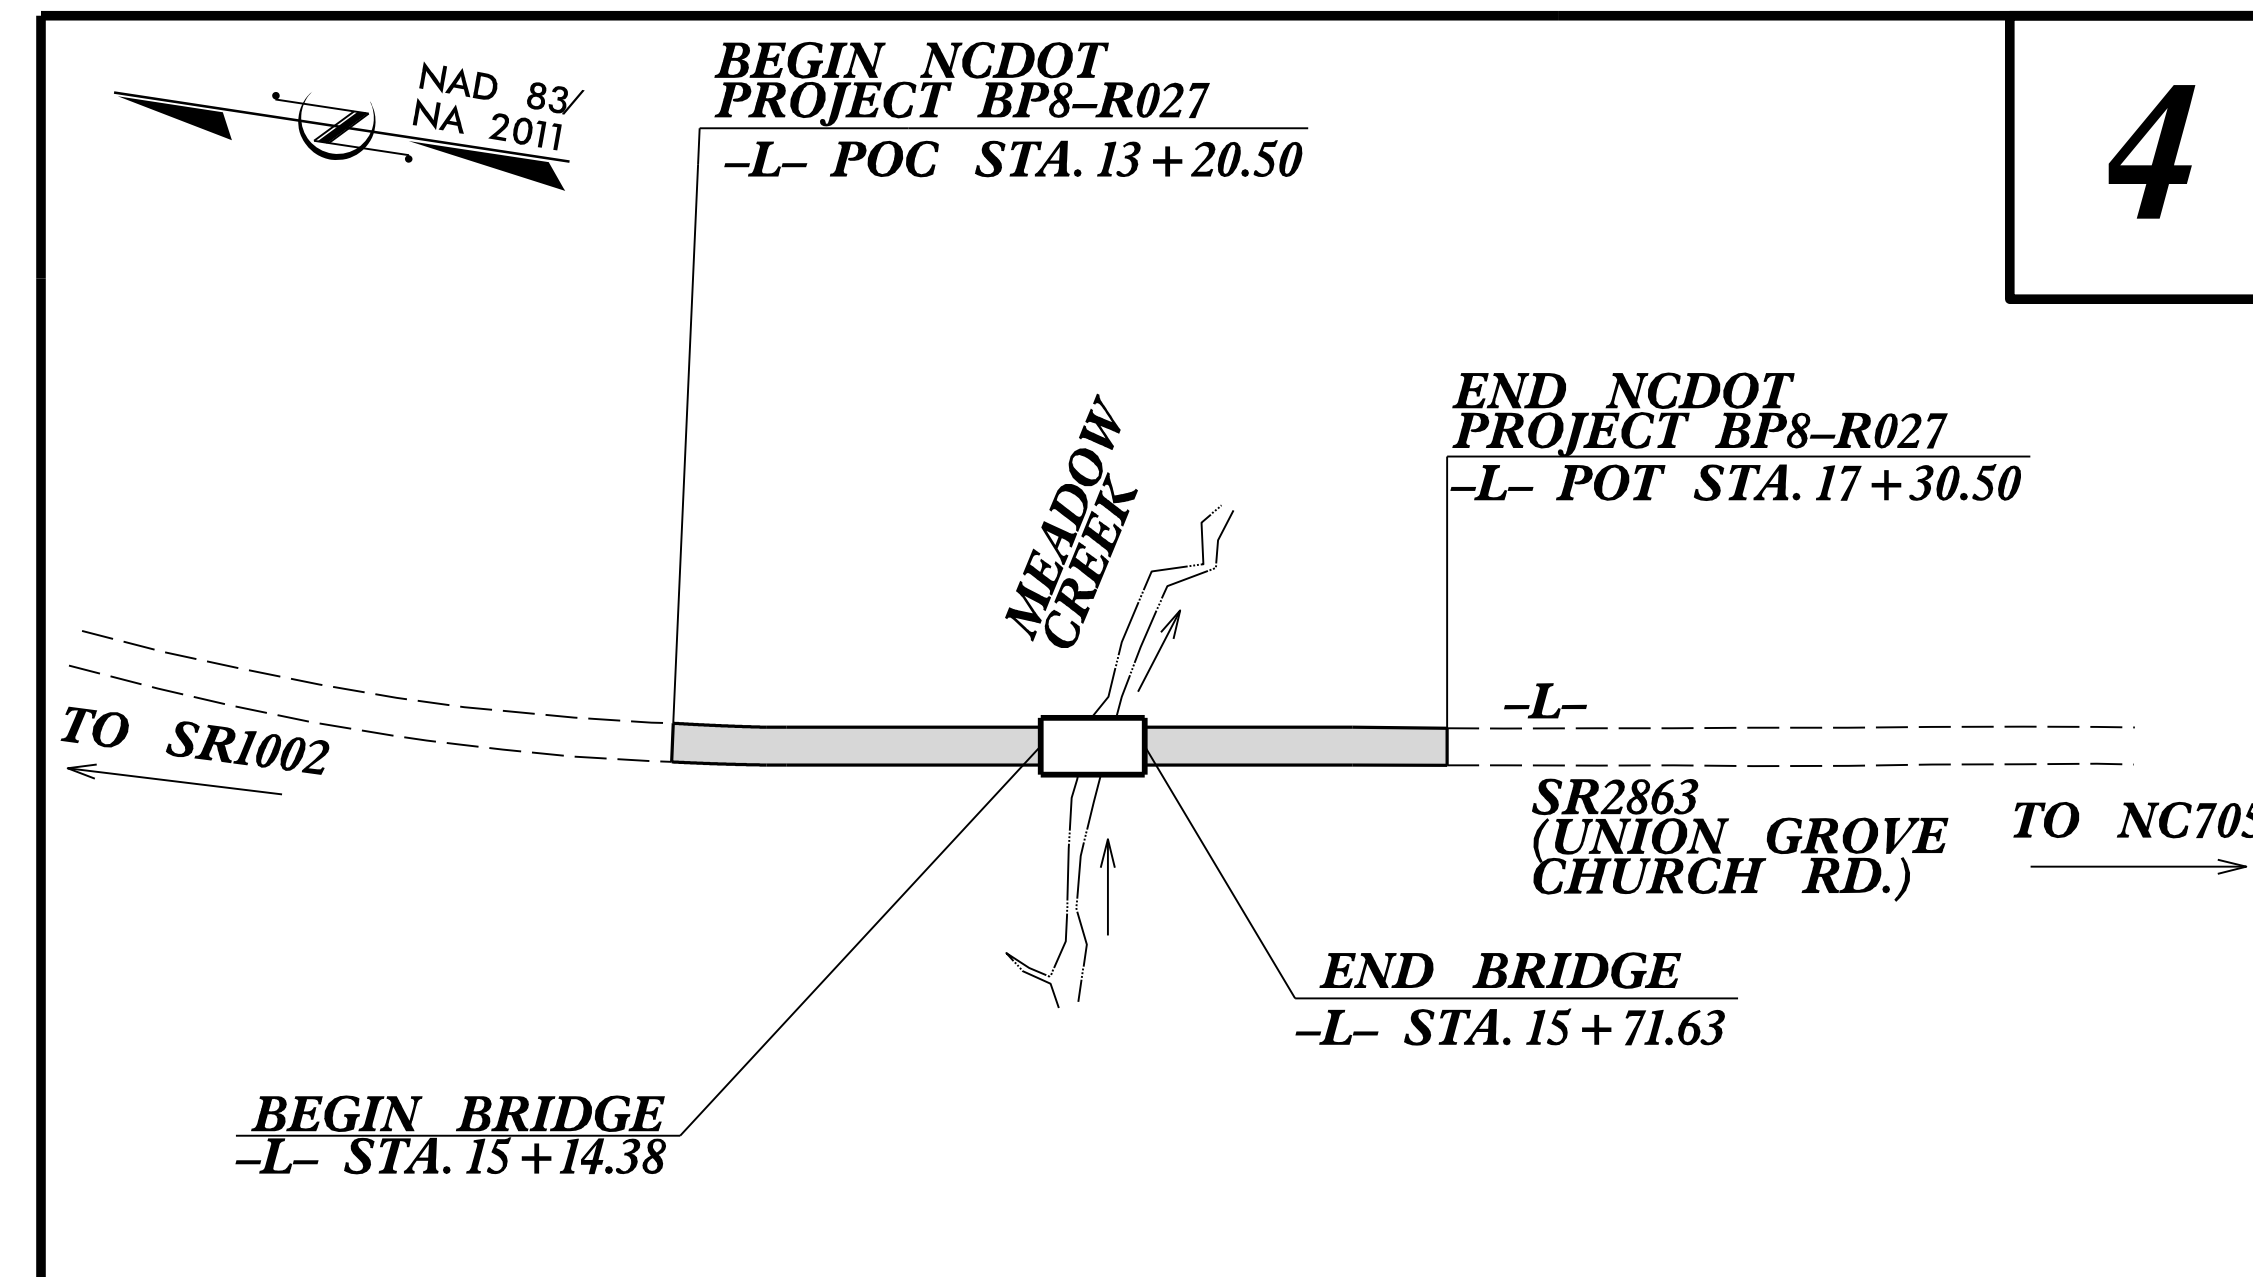 NAD 83/
NA 2011
BEGIN NCDOT
PROJECT BP8–R027
–L– POC STA. 13+20.50
4
END NCDOT
PROJECT BP8–R027
–L– POT STA. 17+30.50
MEADOW
CREEK
–L–
TO SR1002
SR2863
(UNION GROVE
CHURCH RD.)
TO NC705
END BRIDGE
–L– STA. 15+71.63
BEGIN BRIDGE
–L– STA. 15+14.38